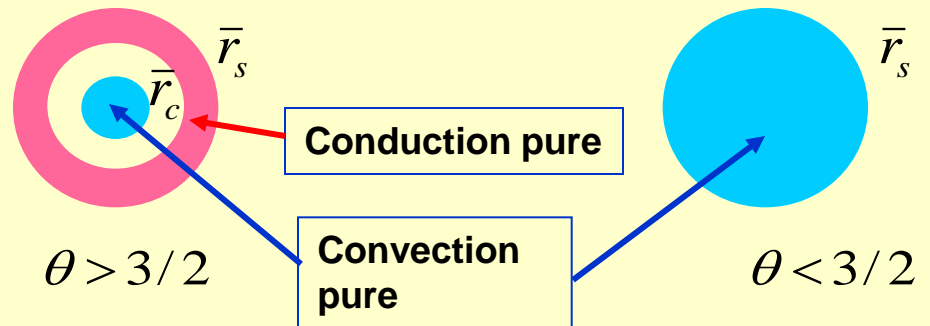 r̄ₛ
r̄꜀
Conduction pure
Convection
pure
θ > 3/2
r̄ₛ
θ < 3/2